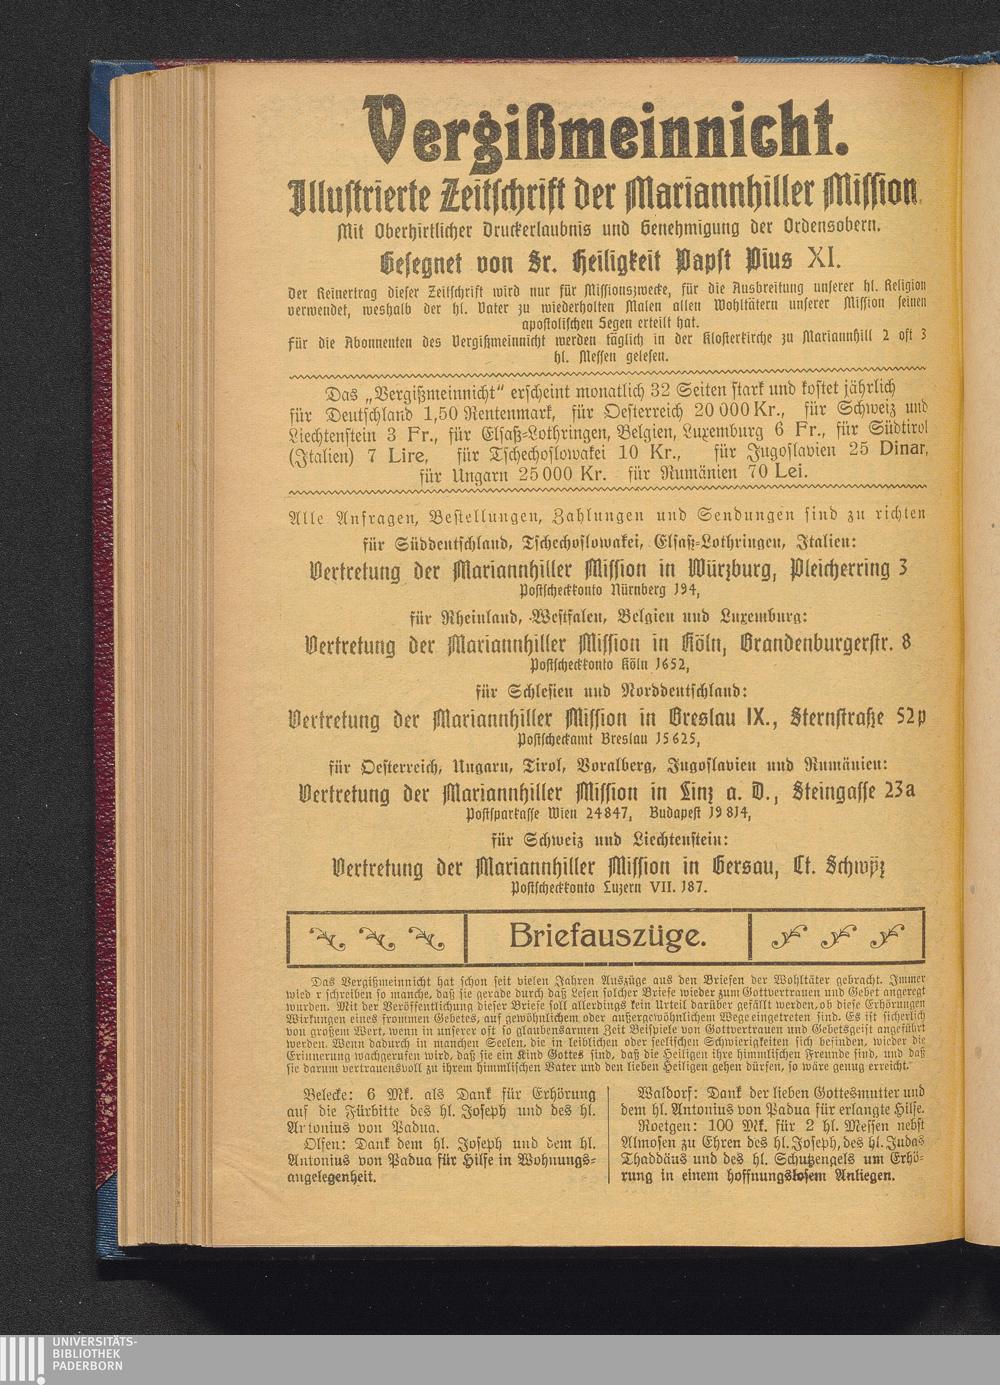 Vergißmeinnicht.
Illustrierte Zeitschrift der Mariannhiller Mission.
Mit Oberhirtlicher Druckerlaubnis und Genehmigung der Ordensobern.
Gesegnet von Sr. Heiligkeit Papst Pius XI.
Der Reinertrag dieser Zeitschrift wird nur für Missionszwecke, für die Ausbreitung unserer hl. Religion
verwendet, weshalb der hl. Vater zu wiederholten Malen allen Wohltätern unserer Mission seinen
apostolischen Segen erteilt hat.
Für die Abonnenten des Vergißmeinnicht werden täglich in der Klosterkirche zu Mariannhill 2 oft 3
hl. Messen gelesen.
Das „Vergißmeinnicht“ erscheint monatlich 32 Seiten stark und kostet jährlich
für Deutschland 1,50 Rentenmark, für Oesterreich 20 000 Kr., für Schweiz und
Liechtenstein 3 Fr., für Elsaß-Lothringen, Belgien, Luxemburg 6 Fr., für Südtirol
(Italien) 7 Lire, für Tschechoslowakei 10 Kr., für Jugoslavien 25 Dinar,
für Ungarn 25 000 Kr. für Rumänien 70 Lei.
Alle Anfragen, Bestellungen, Zahlungen und Sendungen sind zu richten
für Süddeutschland, Tschechoslowakei, Elsaß-Lothringen, Italien:
Vertretung der Mariannhiller Mission in Würzburg, Pleicherring 3
Postscheckkonto Nürnberg 194,
für Rheinland, Westfalen, Belgien und Luxemburg:
Vertretung der Mariannhiller Mission in Köln, Brandenburgerstr. 8
Postscheckkonto Köln 1652,
für Schlesien und Norddeutschland:
Vertretung der Mariannhiller Mission in Breslau IX., Sternstraße 52p
Postscheckamt Breslau 15 625,
für Oesterreich, Ungarn, Tirol, Voralberg, Jugoslavien und Rumänien:
Vertretung der Mariannhiller Mission in Linz a. D., Steingasse 23a
Postsparkasse Wien 24 847, Budapest 19 814,
für Schweiz und Liechtenstein:
Vertretung der Mariannhiller Mission in Gersau, Ct. Schwÿz
Postscheckkonto Luzern VII. 187.
Briefauszüge.
Das Vergißmeinnicht hat schon seit vielen Jahren Auszüge aus den Briefen der Wohltäter gebracht. Immer
wied r schreiben so manche, daß sie gerade durch das Lesen solcher Briefe wieder zum Gottvertrauen und Gebet angeregt
wurden. Mit der Veröffentlichung dieser Briefe soll allerdings kein Urteil darüber gefällt werden, ob diese Erhörungen
Wirkungen eines frommen Gebetes, auf gewöhnlichem oder außergewöhnlichem Wege eingetreten sind. Es ist sicherlich
von großem Wert, wenn in unserer oft so glaubensarmen Zeit Beispiele von Gottvertrauen und Gebetsgeist angeführt
werden. Wenn dadurch in manchen Seelen, die in leiblichen oder seelischen Schwierigkeiten sich befinden, wieder die
Erinnerung wachgerufen wird, daß sie ein Kind Gottes sind, daß die Heiligen ihre himmlischen Freunde sind, und daß
sie darum vertrauensvoll zu ihrem himmlischen Vater und den lieben Heiligen gehen dürfen, so wäre genug erreicht.
Belecke: 6 Mk. als Dank für Erhörung
auf die Fürbitte des hl. Joseph und des hl.
Antonius von Padua.
Olsen: Dank dem hl. Joseph und dem hl.
Antonius von Padua für Hilfe in Wohnungs-
angelegenheit.
Waldorf: Dank der lieben Gottesmutter und
dem hl. Antonius von Padua für erlangte Hilfe.
Roetgen: 100 Mk. für 2 hl. Messen nebst
Almosen zu Ehren des hl. Joseph, des hl. Judas
Thaddäus und des hl. Schutzengels um Erhö-
rung in einem hoffnungslosem Anliegen.
UNIVERSITÄTS-
BIBLIOTHEK
PADERBORN